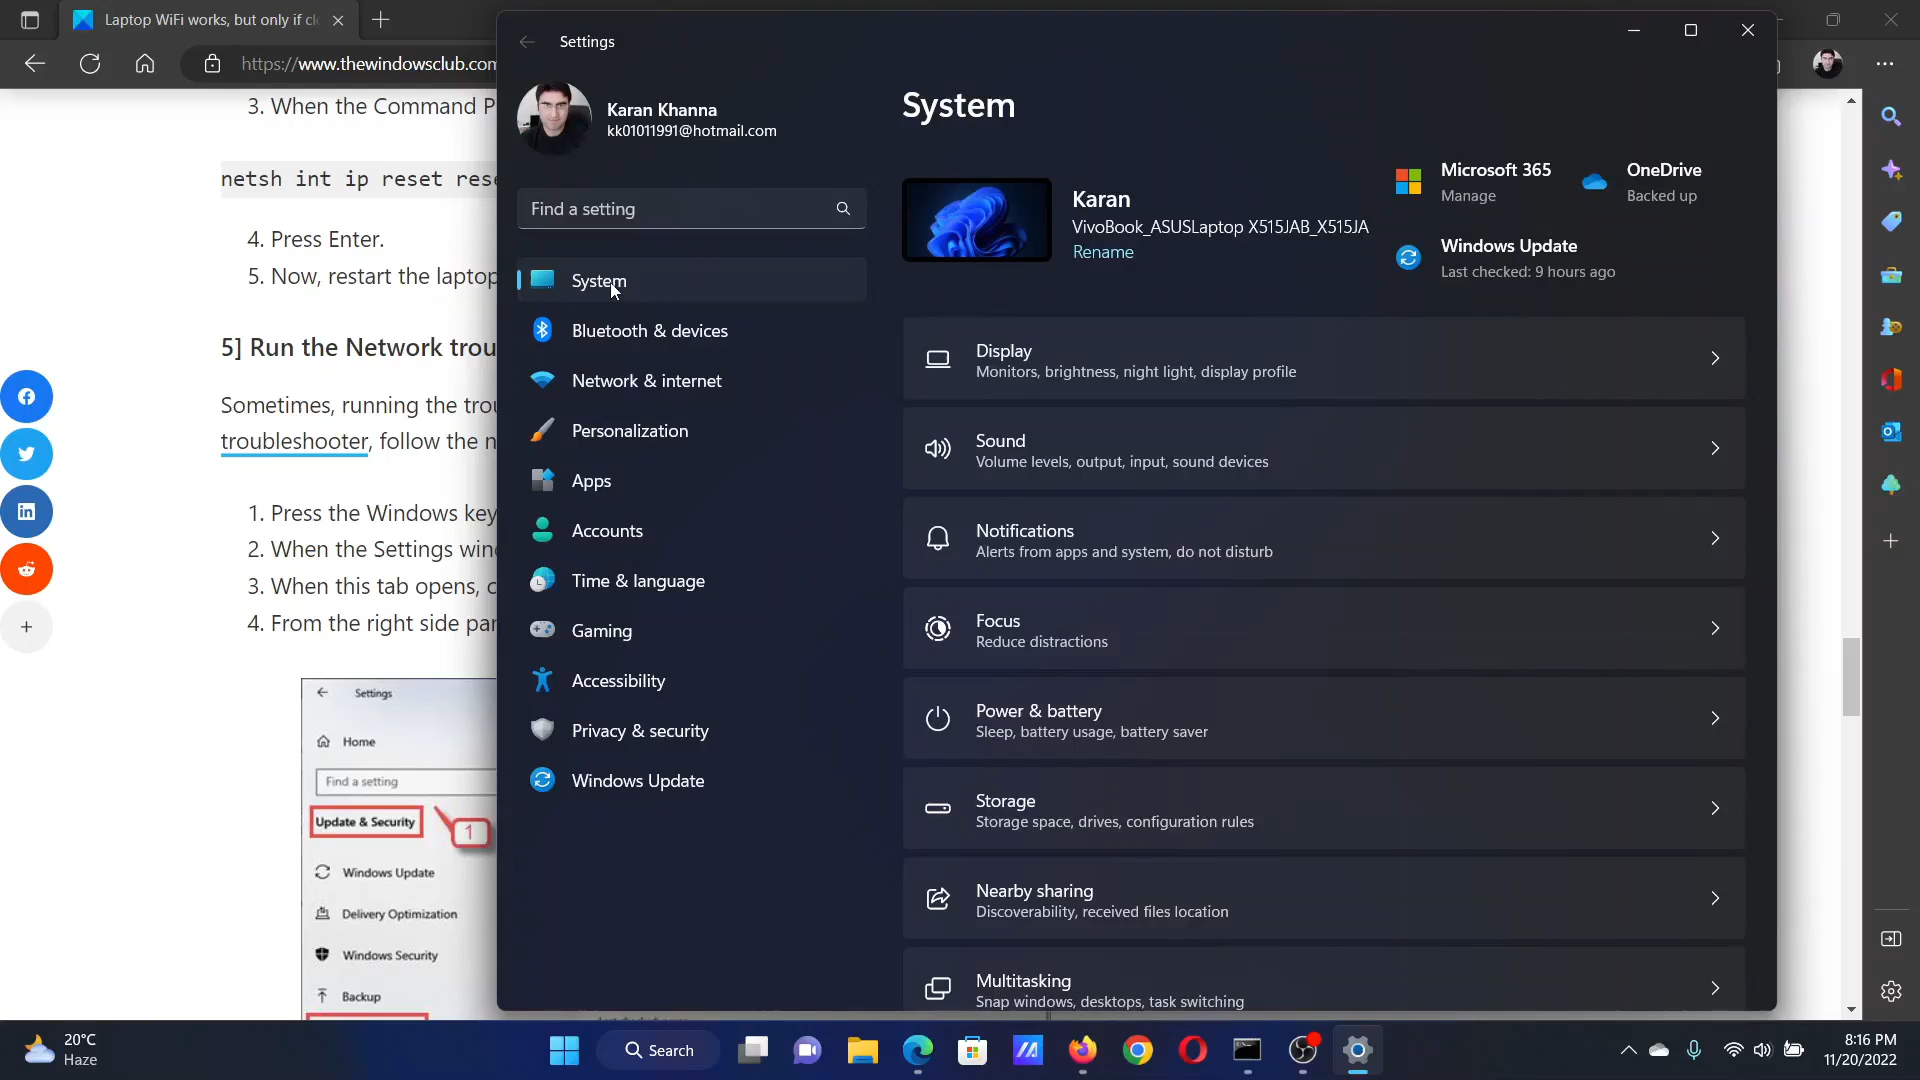 Laptop WiFi works, but only if cl
https://www.thewindowsclub.com
3. When the Command P
netsh int ip reset rese
4. Press Enter.
5. Now, restart the laptop
5] Run the Network trou
Sometimes, running the trou
troubleshooter, follow the n
1. Press the Windows key
2. When the Settings wind
3. When this tab opens, c
4. From the right side pan
Settings
Home
Find a setting
Update & Security
1
Windows Update
Delivery Optimization
Windows Security
Backup
Settings
Karan Khanna
kk01011991@hotmail.com
Find a setting
System
Bluetooth & devices
Network & internet
Personalization
Apps
Accounts
Time & language
Gaming
Accessibility
Privacy & security
Windows Update
System
Karan
VivoBook_ASUSLaptop X515JAB_X515JA
Rename
Microsoft 365
Manage
OneDrive
Backed up
Windows Update
Last checked: 9 hours ago
Display
Monitors, brightness, night light, display profile
Sound
Volume levels, output, input, sound devices
Notifications
Alerts from apps and system, do not disturb
Focus
Reduce distractions
Power & battery
Sleep, battery usage, battery saver
Storage
Storage space, drives, configuration rules
Nearby sharing
Discoverability, received files location
Multitasking
Snap windows, desktops, task switching
20°C
Haze
Search
8:16 PM
11/20/2022